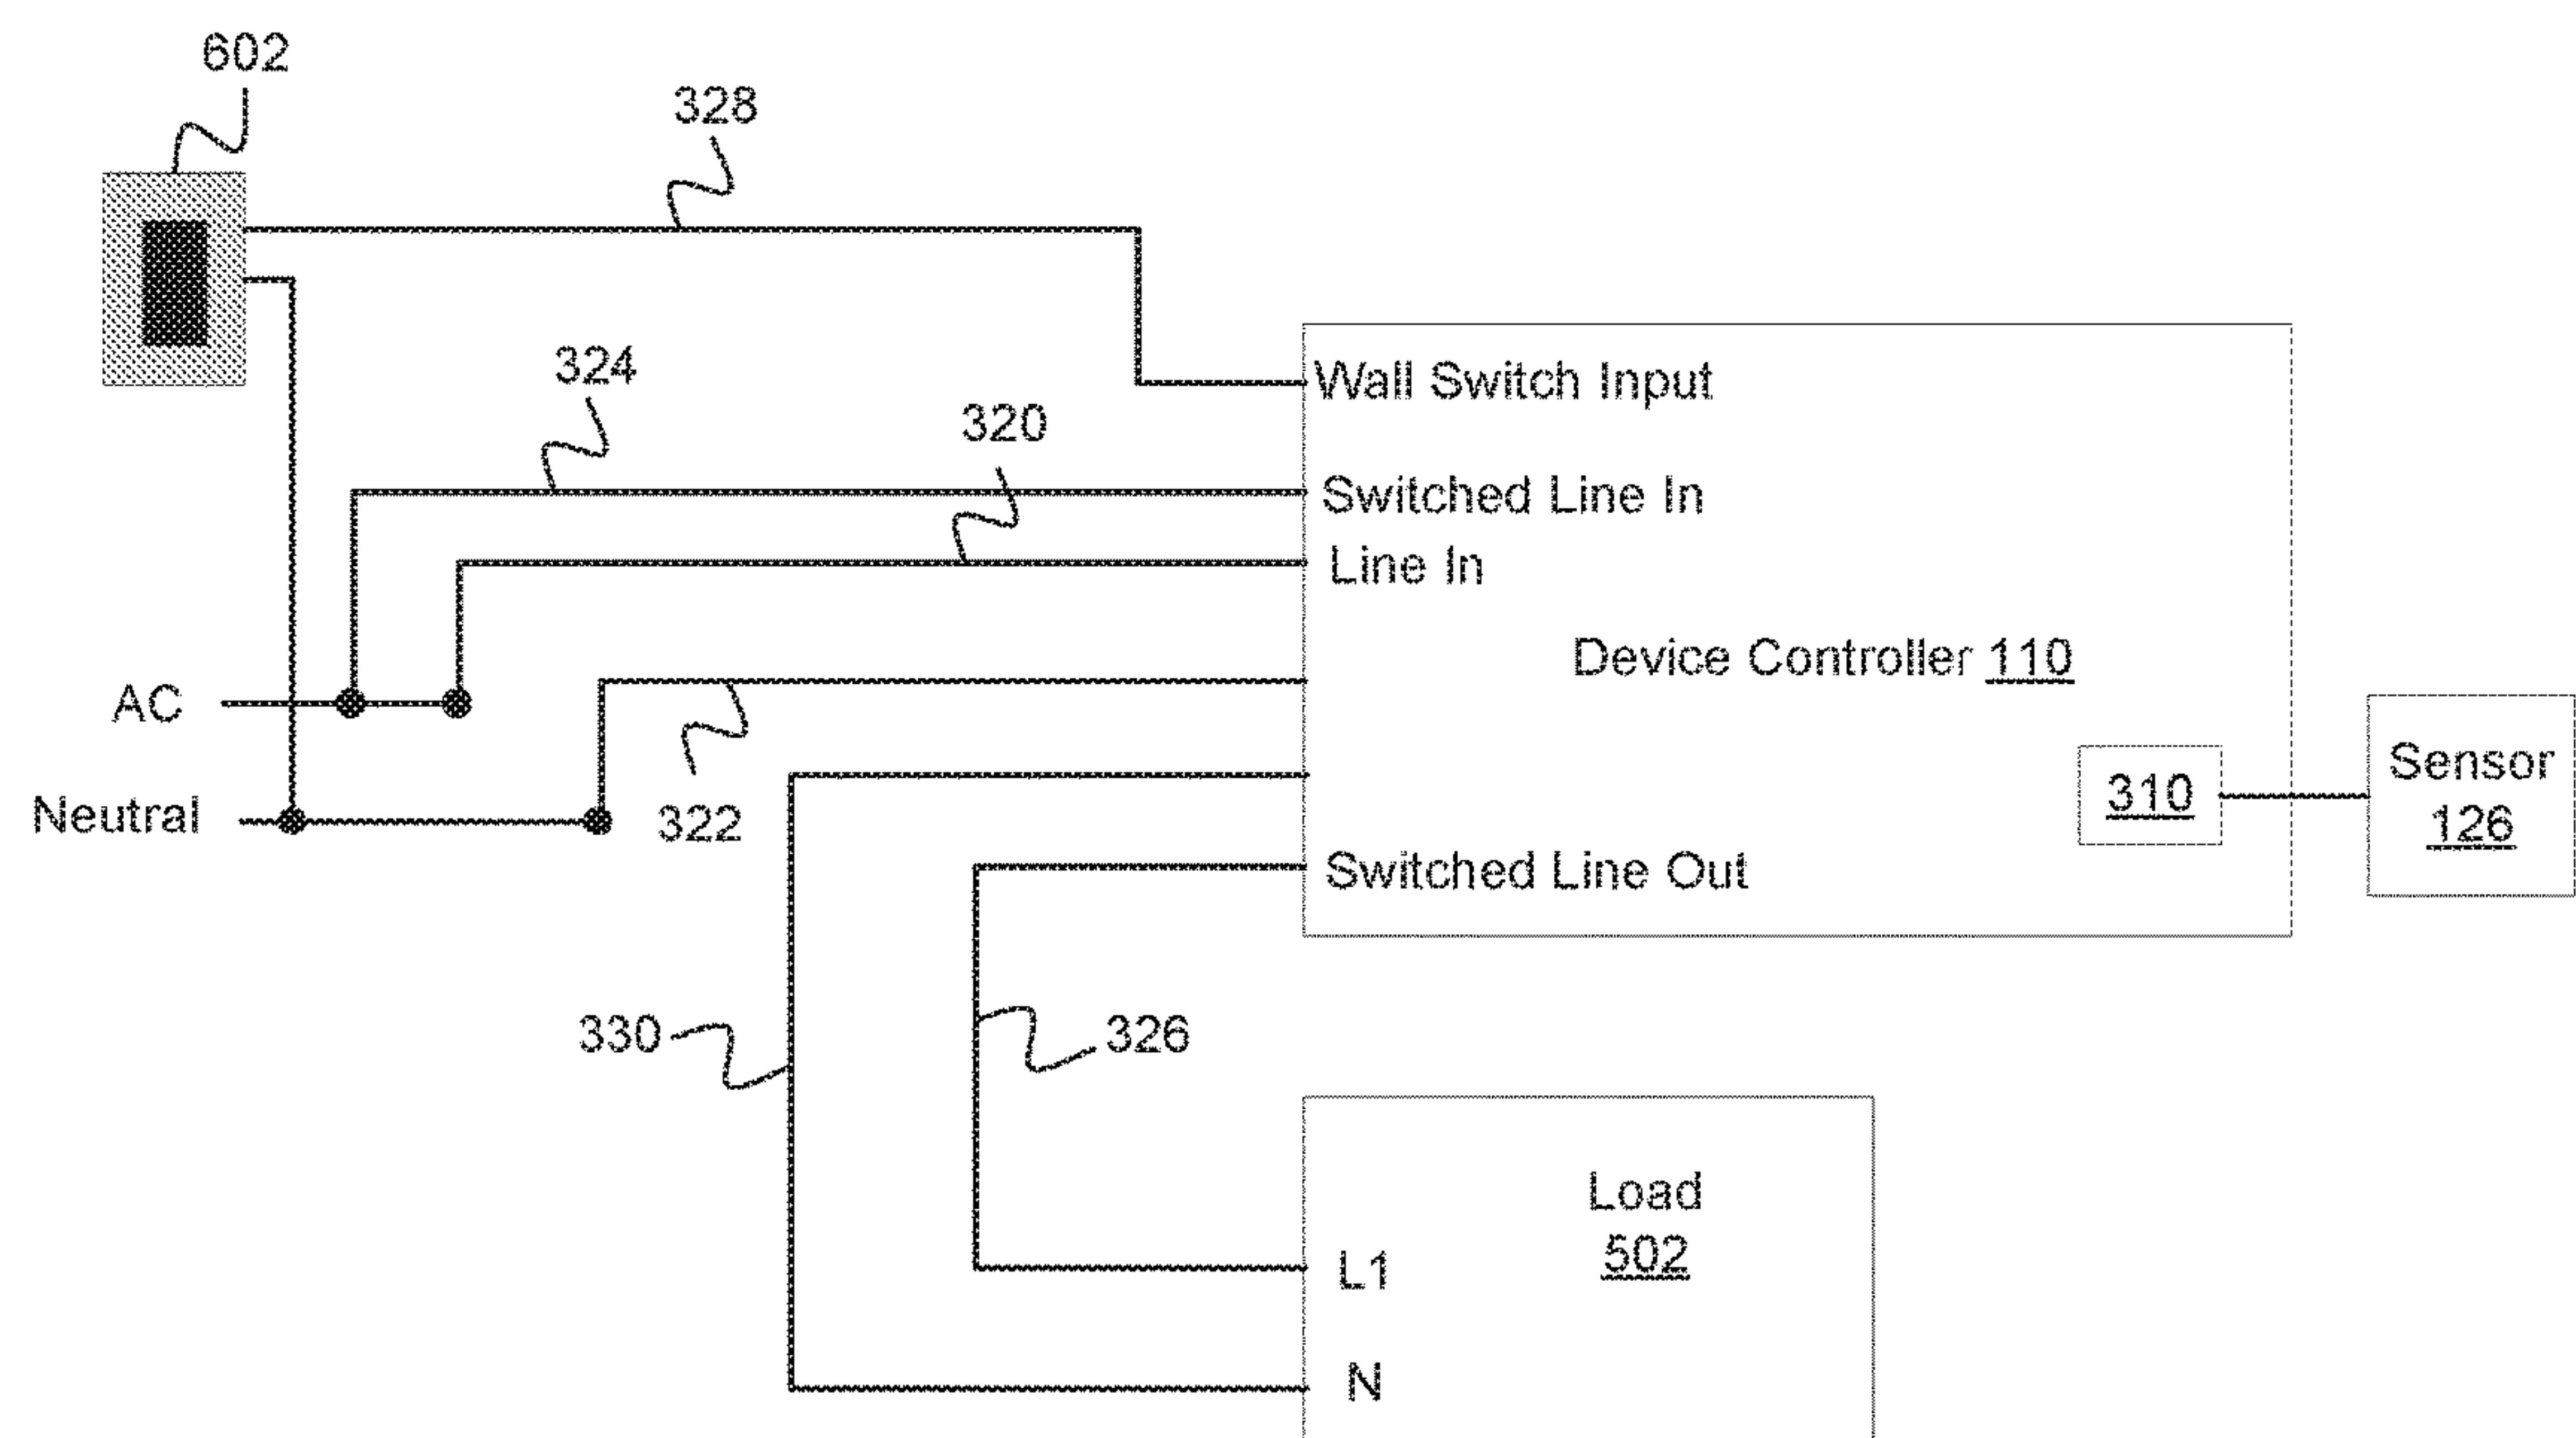 602
328
324
320
Wall Switch Input
Switched Line In
Line In
Device Controller 110
AC
Neutral
322
310
Sensor
126
Switched Line Out
330
326
Load
502
L1
N